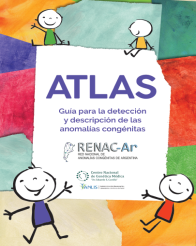 ATLAS
Guía para la detección
y descripción de las
anomalías congénitas
RENAC-Ar
RED NACIONAL DE
ANOMALÍAS CONGÉNITAS DE ARGENTINA
Centro Nacional
de Genética Médica